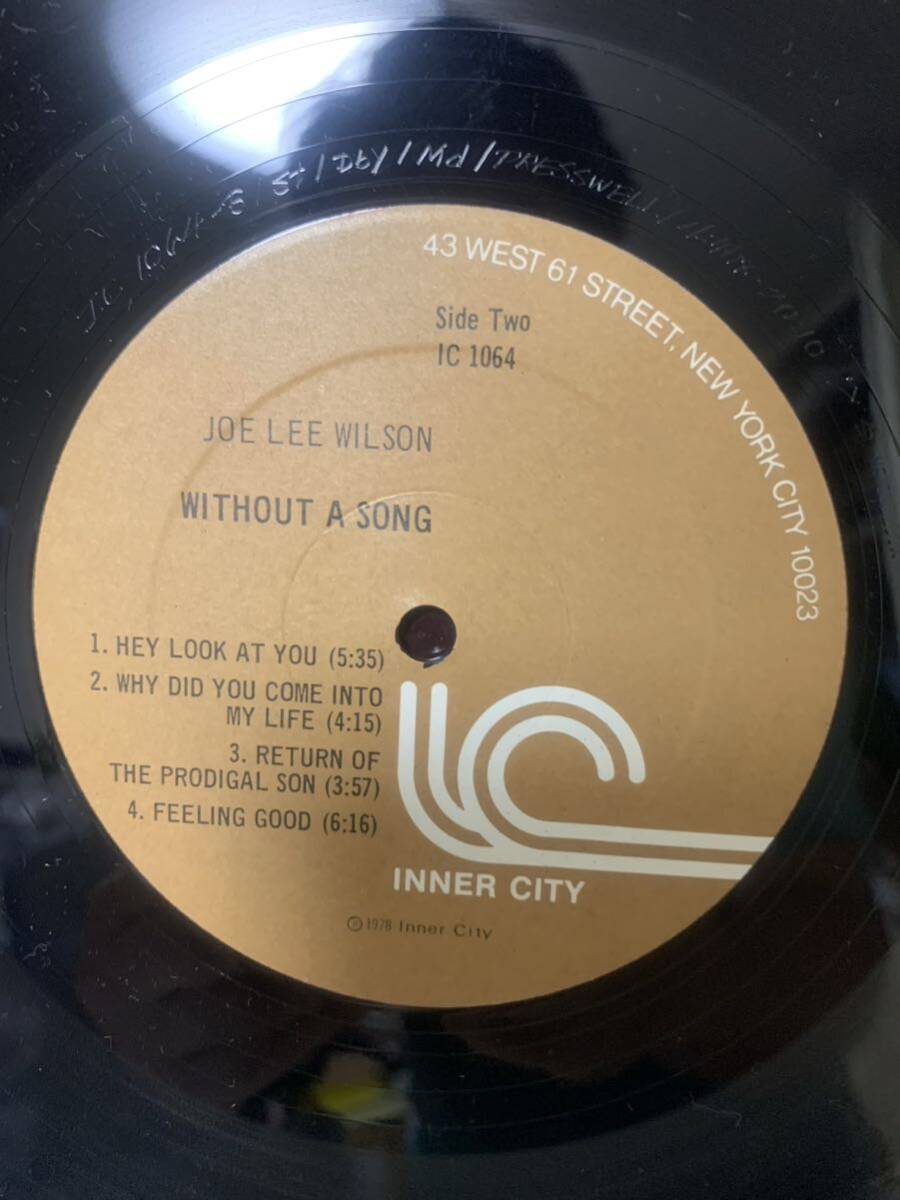 PRESSWELL
43 WEST 61 STREET, NEW YORK CITY 10023
Side Two
IC 1064
JOE LEE WILSON
WITHOUT A SONG
1. HEY LOOK AT YOU (5:35)
2. WHY DID YOU COME INTO
MY LIFE (4:15)
3. RETURN OF
THE PRODIGAL SON (3:57)
4. FEELING GOOD (6:16)
IC
INNER CITY
Ⓟ 1978 Inner City